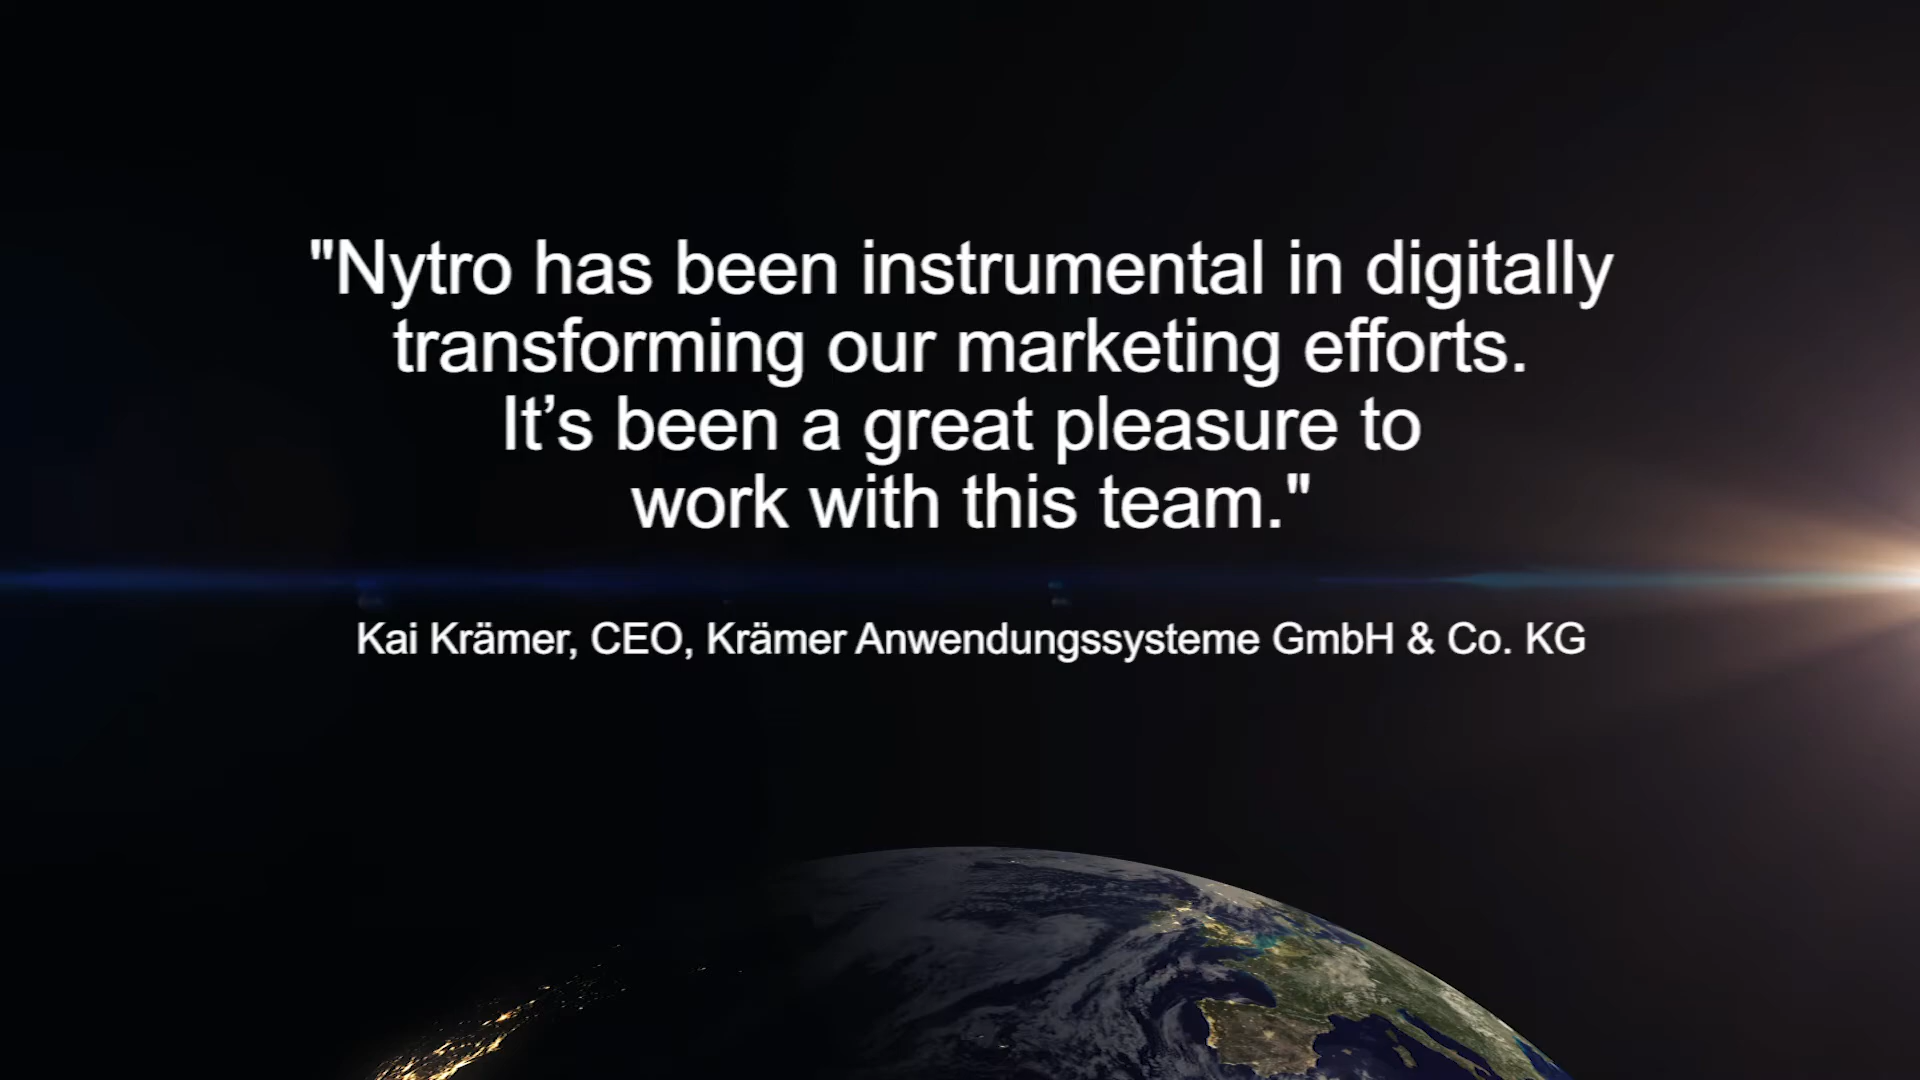 "Nytro has been instrumental in digitally
transforming our marketing efforts.
It’s been a great pleasure to
work with this team."
Kai Krämer, CEO, Krämer Anwendungssysteme GmbH & Co. KG